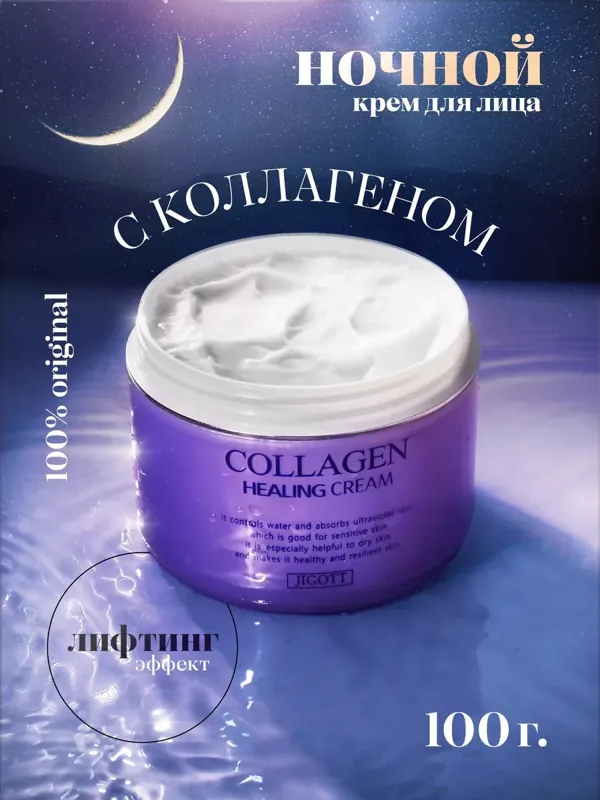 ночной
крем для лица
С КОЛЛАГЕНОМ
100% original
COLLAGEN
HEALING CREAM
it controls water and absorbs ultraviolet rays
which is good for sensitive skin
it is especially helpful to dry skin
and makes it healthy and resilient skin
JIGOTT
лифтинг
эффект
100 г.